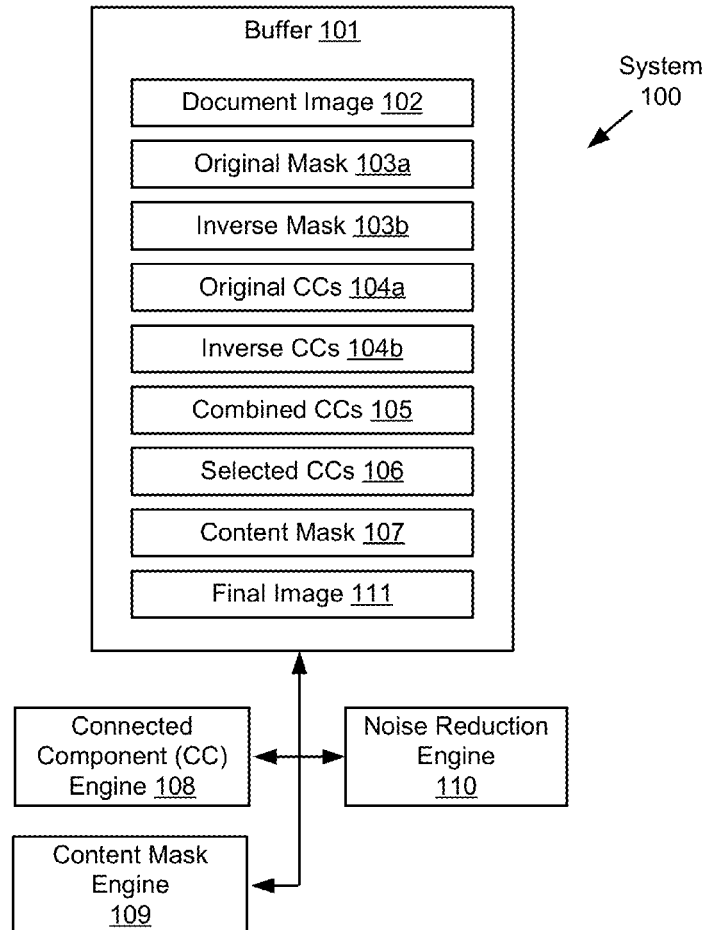 Buffer 101
System
100
Document Image 102
Original Mask 103a
Inverse Mask 103b
Original CCs 104a
Inverse CCs 104b
Combined CCs 105
Selected CCs 106
Content Mask 107
Final Image 111
Connected
Component (CC)
Engine 108
Noise Reduction
Engine
110
Content Mask
Engine
109